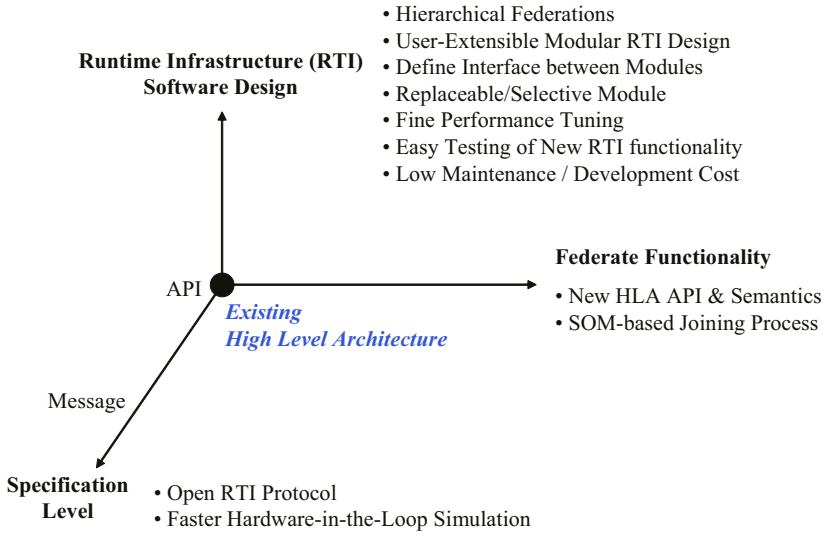 • Hierarchical Federations
• User-Extensible Modular RTI Design
• Define Interface between Modules
• Replaceable/Selective Module
• Fine Performance Tuning
• Easy Testing of New RTI functionality
• Low Maintenance / Development Cost
Runtime Infrastructure (RTI)
Software Design
Federate Functionality
• New HLA API & Semantics
• SOM-based Joining Process
API
Existing
High Level Architecture
Message
Specification
Level
• Open RTI Protocol
• Faster Hardware-in-the-Loop Simulation